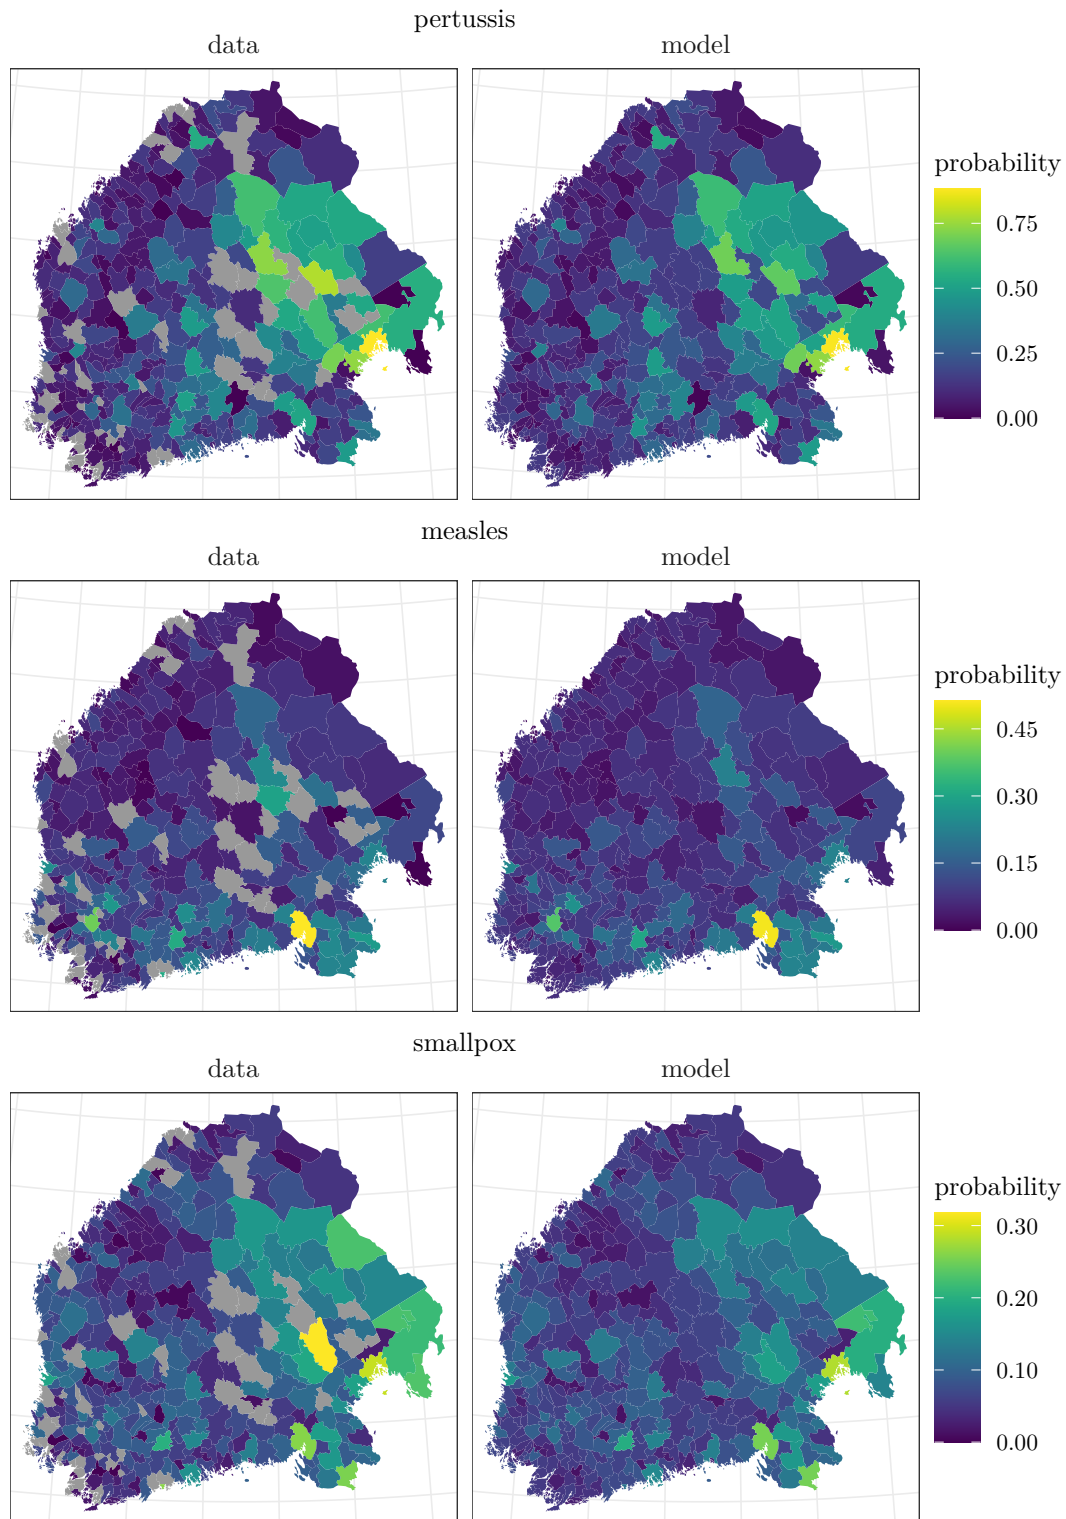 pertussis
data model
probability
0.75
0.50
0.25
0.00
measles
data model
probability
0.45
0.30
0.15
0.00
smallpox
data model
probability
0.30
0.20
0.10
0.00